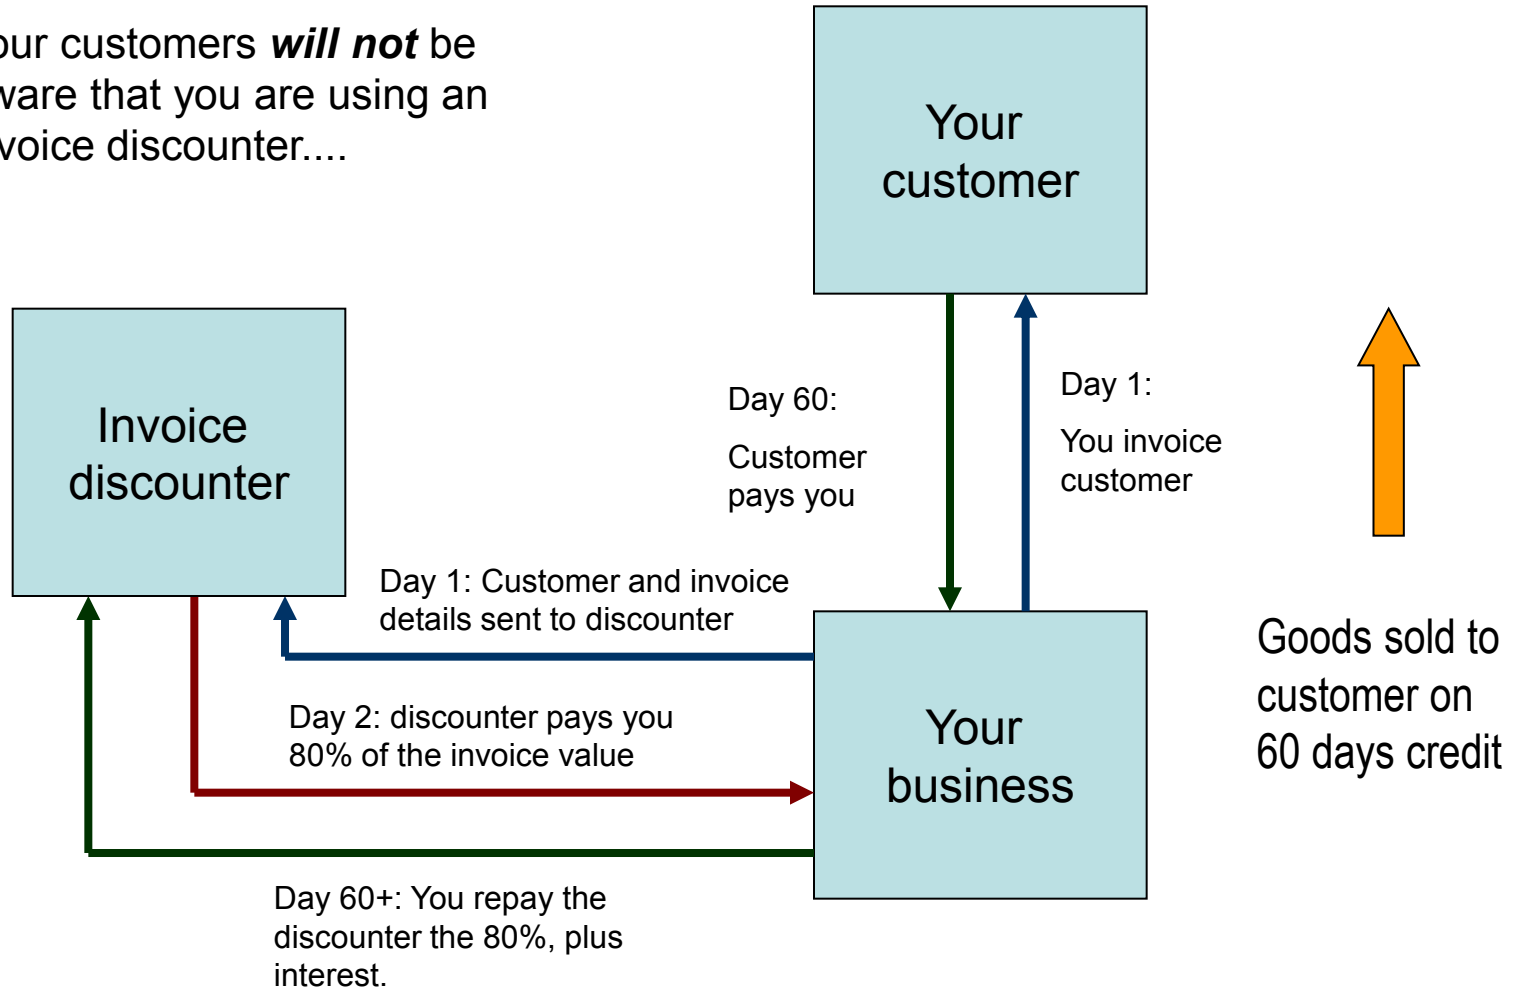 our customers will not be
ware that you are using an
voice discounter....
Your
customer
Invoice
discounter
Day 60:
Customer
pays you
Day 1:
You invoice
customer
Day 1: Customer and invoice
details sent to discounter
Day 2: discounter pays you
80% of the invoice value
Your
business
Goods sold to
customer on
60 days credit
Day 60+: You repay the
discounter the 80%, plus
interest.